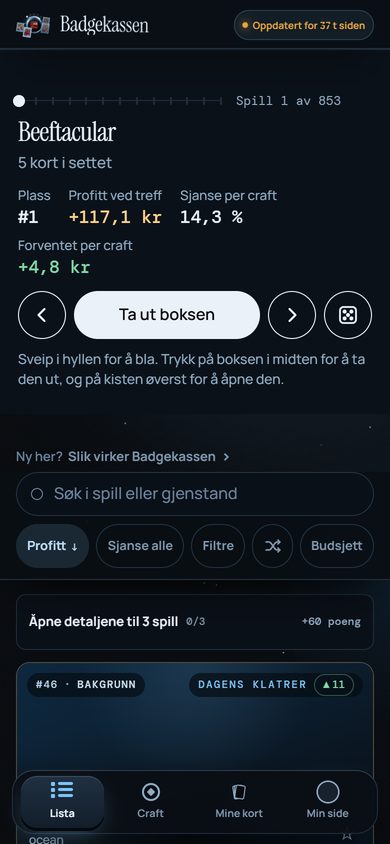 Badgekassen
Oppdatert for 37 t siden
Spill 1 av 853
Beeftacular
5 kort i settet
Plass
#1
Profitt ved treff
+117,1 kr
Sjanse per craft
14,3 %
Forventet per craft
+4,8 kr
Ta ut boksen
Sveip i hyllen for å bla. Trykk på boksen i midten for å ta
den ut, og på kisten øverst for å åpne den.
Ny her? Slik virker Badgekassen ›
Søk i spill eller gjenstand
Profitt ↓
Sjanse alle
Filtre
Budsjett
Åpne detaljene til 3 spill 0/3
+60 poeng
#46 · BAKGRUNN
DAGENS KLATRER ▲11
Lista
Craft
Mine kort
Min side
ocean